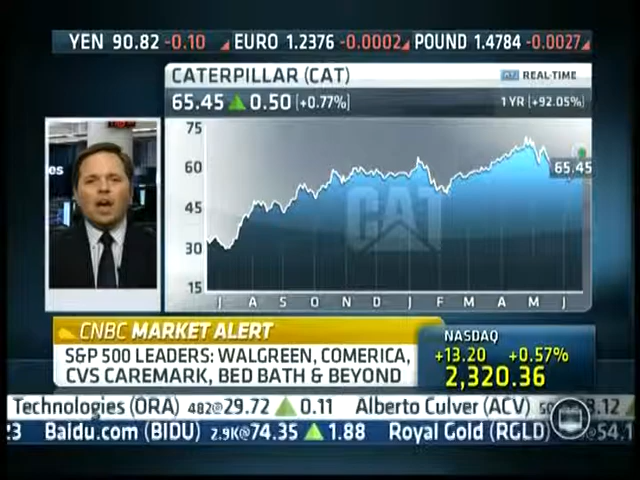 YEN 90.82 -0.10 EURO 1.2376 -0.0002 POUND 1.4784 -0.0027
CATERPILLAR (CAT) REAL-TIME
65.45 0.50 [+0.77%] 1 YR [+92.05%]
75
60
45
30
15
65.45
CAT
J A S O N D J F M A M J
CNBC MARKET ALERT
S&P 500 LEADERS: WALGREEN, COMERICA,
CVS CAREMARK, BED BATH & BEYOND
NASDAQ
+13.20 +0.57%
2,320.36
Technologies (ORA) 482@29.72 0.11 Alberto Culver (ACV)
Baldu.com (BIDU) 2.9K@74.35 1.88 Royal Gold (RGLD)